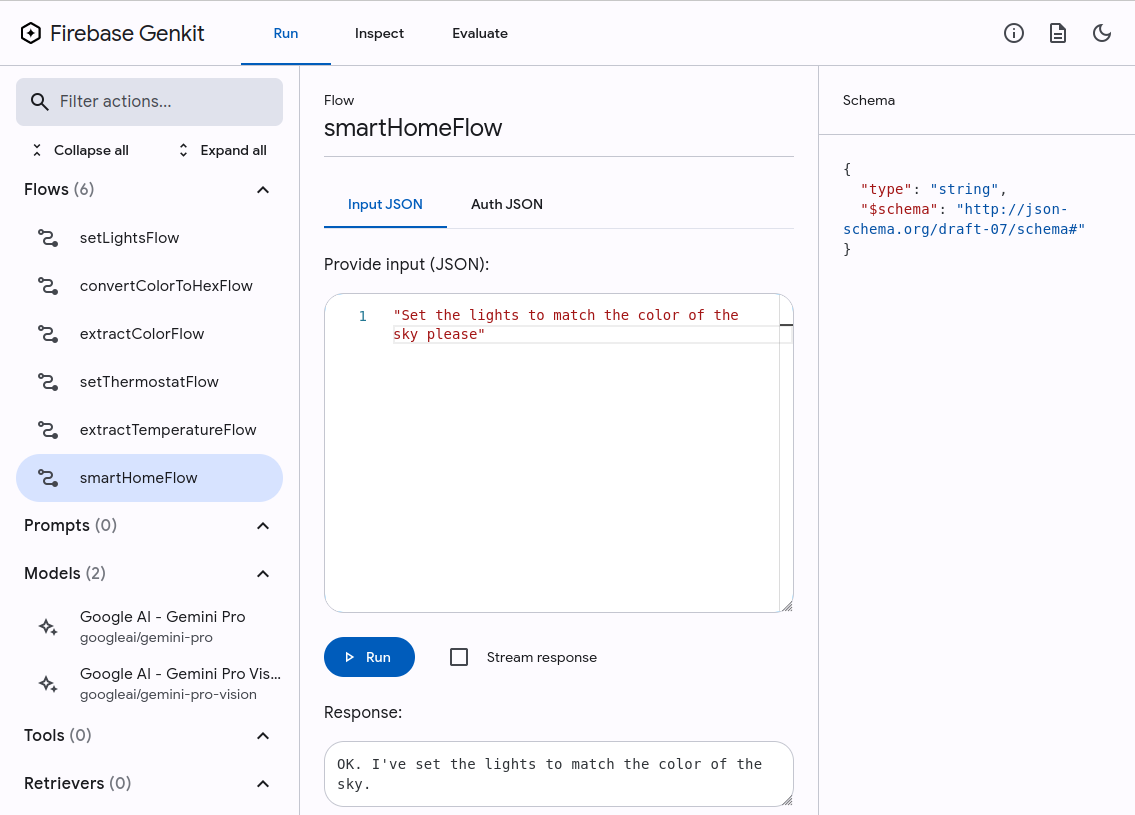 Firebase Genkit
Run
Inspect
Evaluate
Filter actions...
Collapse all
Expand all
Flows (6)
setLightsFlow
convertColorToHexFlow
extractColorFlow
setThermostatFlow
extractTemperatureFlow
smartHomeFlow
Prompts (0)
Models (2)
Google AI - Gemini Pro
googleai/gemini-pro
Google AI - Gemini Pro Vis...
googleai/gemini-pro-vision
Tools (0)
Retrievers (0)
Flow
smartHomeFlow
Input JSON
Auth JSON
Provide input (JSON):
1
"Set the lights to match the color of the
sky please"
Run
Stream response
Response:
OK. I've set the lights to match the color of the
sky.
Schema
{
"type": "string",
"$schema": "http://json-
schema.org/draft-07/schema#"
}